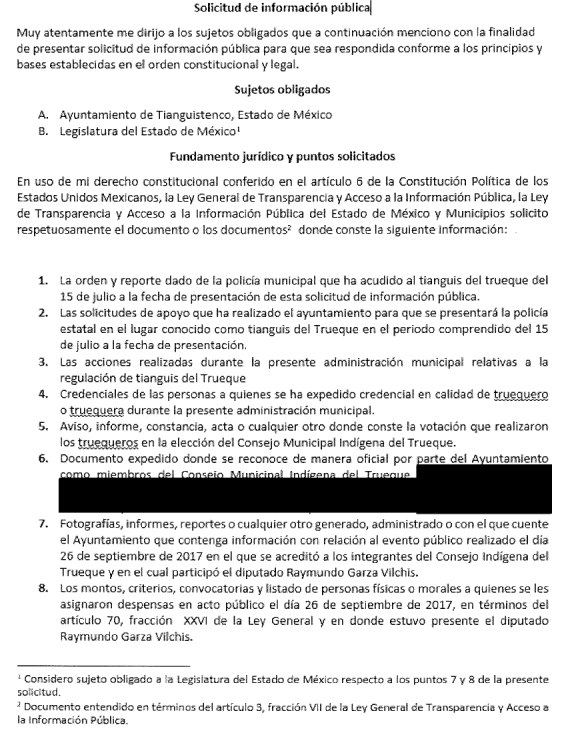 Solicitud de información pública
Muy atentamente me dirijo a los sujetos obligados que a continuación menciono con la finalidad
de presentar solicitud de información pública para que sea respondida conforme a los principios y
bases establecidas en el orden constitucional y legal.
Sujetos obligados
A. Ayuntamiento de Tianguistenco, Estado de México
B. Legislatura del Estado de México¹
Fundamento jurídico y puntos solicitados
En uso de mi derecho constitucional conferido en el artículo 6 de la Constitución Política de los
Estados Unidos Mexicanos, la Ley General de Transparencia y Acceso a la Información Pública, la Ley
de Transparencia y Acceso a la Información Pública del Estado de México y Municipios solicito
respetuosamente el documento o los documentos² donde conste la siguiente información:
1. La orden y reporte dado de la policía municipal que ha acudido al tianguis del trueque del
15 de julio a la fecha de presentación de esta solicitud de información pública.
2. Las solicitudes de apoyo que ha realizado el ayuntamiento para que se presentará la policía
estatal en el lugar conocido como tianguis del Trueque en el periodo comprendido del 15
de julio a la fecha de presentación.
3. Las acciones realizadas durante la presente administración municipal relativas a la
regulación de tianguis del Trueque
4. Credenciales de las personas a quienes se ha expedido credencial en calidad de truequero
o truequera durante la presente administración municipal.
5. Aviso, informe, constancia, acta o cualquier otro donde conste la votación que realizaron
los truequeros en la elección del Consejo Municipal Indígena del Trueque.
6. Documento expedido donde se reconoce de manera oficial por parte del Ayuntamiento
como miembros del Consejo Municipal Indígena del Trueque
7. Fotografías, informes, reportes o cualquier otro generado, administrado o con el que cuente
el Ayuntamiento que contenga información con relación al evento público realizado el día
26 de septiembre de 2017 en el que se acreditó a los integrantes del Consejo Indígena del
Trueque y en el cual participó el diputado Raymundo Garza Vilchis.
8. Los montos, criterios, convocatorias y listado de personas físicas o morales a quienes se les
asignaron despensas en acto público el día 26 de septiembre de 2017, en términos del
artículo 70, fracción XXVI de la Ley General y en donde estuvo presente el diputado
Raymundo Garza Vilchis.
¹ Considero sujeto obligado a la Legislatura del Estado de México respecto a los puntos 7 y 8 de la presente
solicitud.
² Documento entendido en términos del artículo 3, fracción VII de la Ley General de Transparencia y Acceso a
la Información Pública.